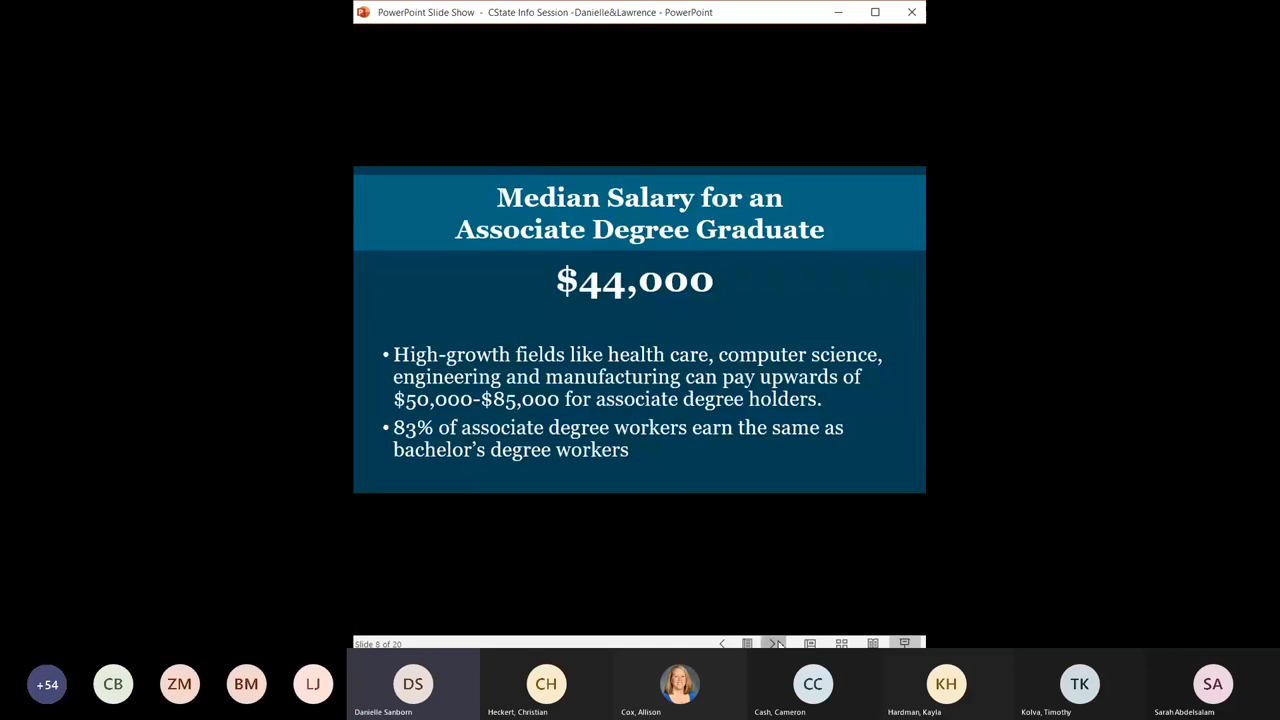 PowerPoint Slide Show - CState Info Session -Danielle&Lawrence - PowerPoint
Median Salary for an
Associate Degree Graduate
$44,000
• High-growth fields like health care, computer science,
engineering and manufacturing can pay upwards of
$50,000-$85,000 for associate degree holders.
• 83% of associate degree workers earn the same as
bachelor's degree workers
Slide 8 of 20
+54
CB
ZM
BM
LJ
DS
CH
CC
KH
TK
SA
Danielle Sanborn
Heckert, Christian
Cox, Allison
Cash, Cameron
Hardman, Kayla
Kolva, Timothy
Sarah Abdelsalam